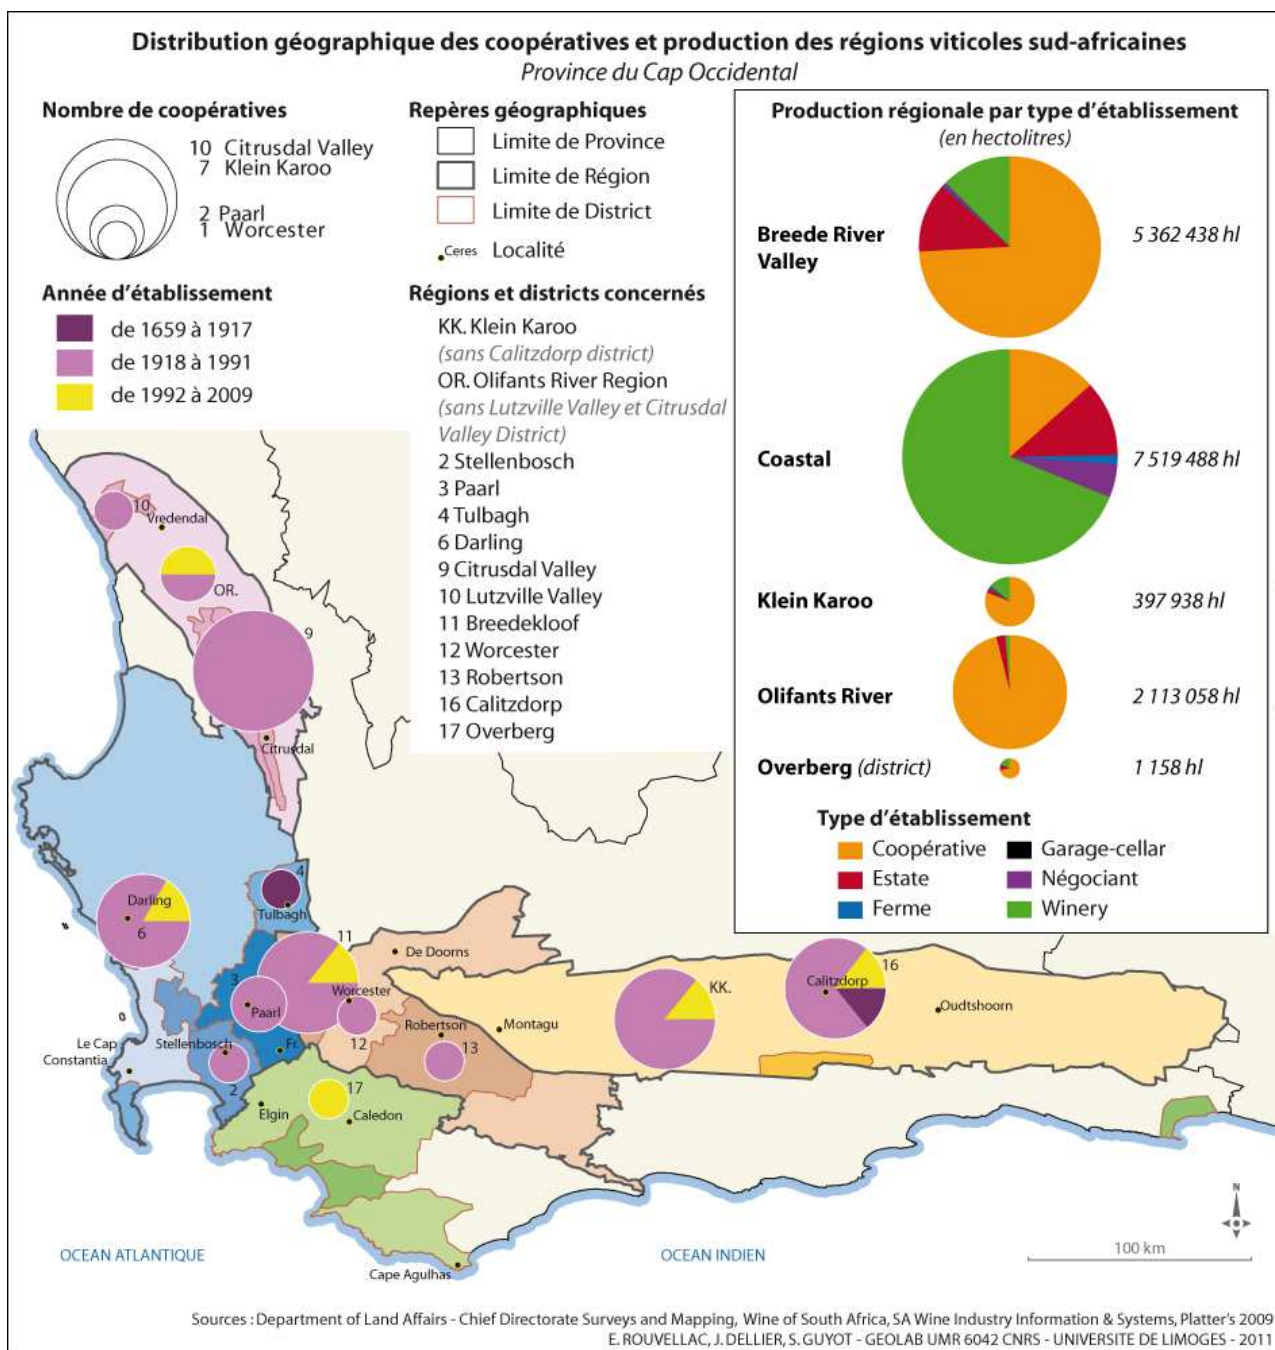 Distribution géographique des coopératives et production des régions viticoles sud-africaines
Province du Cap Occidental
Nombre de coopératives
10 Citrusdal Valley
7 Klein Karoo
2 Paarl
1 Worcester
Année d'établissement
de 1659 à 1917
de 1918 à 1991
de 1992 à 2009
Repères géographiques
Limite de Province
Limite de Région
Limite de District
Ceres Localité
Régions et districts concernés
KK. Klein Karoo
(sans Calitzdorp district)
OR. Olifants River Region
(sans Lutzville Valley et Citrusdal
Valley District)
2 Stellenbosch
3 Paarl
4 Tulbagh
6 Darling
9 Citrusdal Valley
10 Lutzville Valley
11 Breedekloof
12 Worcester
13 Robertson
16 Calitzdorp
17 Overberg
Production régionale par type d'établissement
(en hectolitres)
Breede River
Valley
5 362 438 hl
Coastal
7 519 488 hl
Klein Karoo
397 938 hl
Olifants River
2 113 058 hl
Overberg (district)
1 158 hl
Type d'établissement
Coopérative
Estate
Ferme
Garage-cellar
Négociant
Winery
10
Vredendal
OR.
9
Citrusdal
4
Tulbagh
Darling
6
11
De Doorns
3
Paarl
Worcester
12
Robertson
13
Montagu
KK.
16
Calitzdorp
Oudtshoorn
Le Cap
Constantia
Stellenbosch
2
Fr.
17
Elgin
Caledon
Cape Agulhas
OCEAN ATLANTIQUE
OCEAN INDIEN
N
100 km
Sources : Department of Land Affairs - Chief Directorate Surveys and Mapping, Wine of South Africa, SA Wine Industry Information & Systems, Platter's 2009
E. ROUVELLAC, J. DELLIER, S. GUYOT - GEOLAB UMR 6042 CNRS - UNIVERSITE DE LIMOGES - 2011